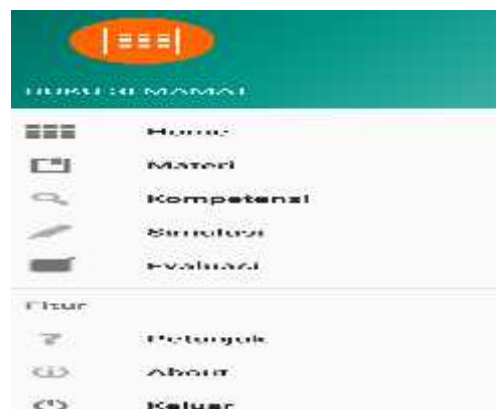 Home
Materi
Kompetensi
Simulasi
Evaluasi
Fitur
Petunjuk
About
Keluar